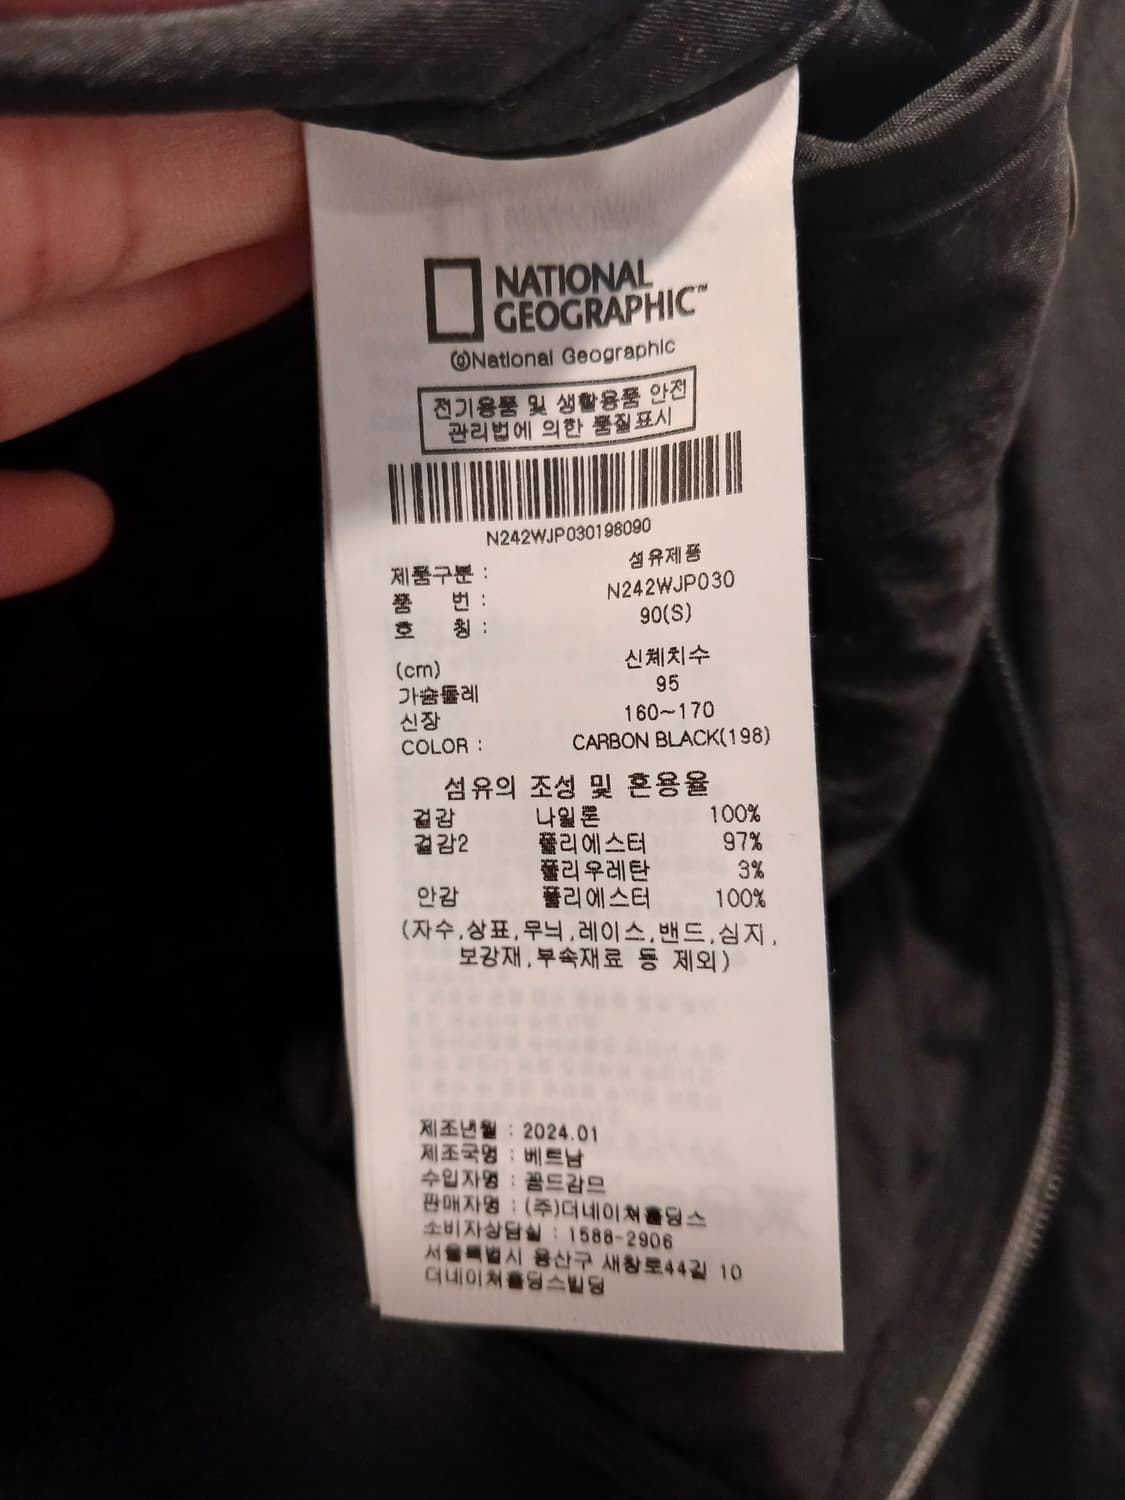 NATIONAL
GEOGRAPHIC™
ⓒNational Geographic
전기용품 및 생활용품 안전
관리법에 의한 품질표시
N242WJP030198090
제품구분 : 섬유제품
품 번 : N242WJP030
호 칭 : 90(S)
(cm) 신체치수
가슴둘레 95
신장 160~170
COLOR : CARBON BLACK(198)
섬유의 조성 및 혼용율
겉감 나일론 100%
겉감2 폴리에스터 97%
폴리우레탄 3%
안감 폴리에스터 100%
(자수,상표,무늬,레이스,밴드,심지,
보강재,부속재료 등 제외)
제조년월 : 2024.01
제조국명 : 베트남
수입자명 : 꼼드감므
판매자명 : (주)더네이쳐홀딩스
소비자상담실 : 1588-2906
서울특별시 용산구 새창로44길 10
더네이쳐홀딩스빌딩